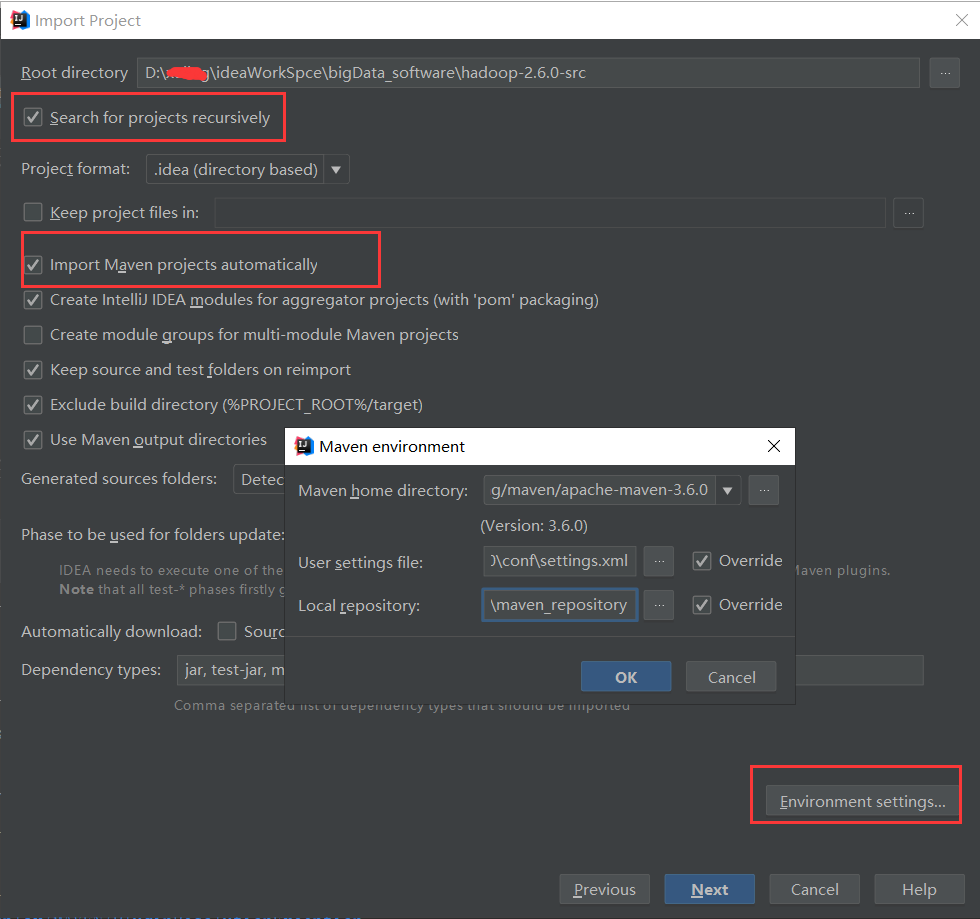 Import Project
Root directory D:\ \ideaWorkSpce\bigData_software\hadoop-2.6.0-src ...
Search for projects recursively
Project format: .idea (directory based)
Keep project files in: ...
Import Maven projects automatically
Create IntelliJ IDEA modules for aggregator projects (with 'pom' packaging)
Create module groups for multi-module Maven projects
Keep source and test folders on reimport
Exclude build directory (%PROJECT_ROOT%/target)
Use Maven output directories
Maven environment
Generated sources folders: Detec
Maven home directory: g/maven/apache-maven-3.6.0 ...
(Version: 3.6.0)
Phase to be used for folders update:
User settings file: )\conf\settings.xml ... Override
IDEA needs to execute one of the Maven plugins.
Note that all test-* phases firstly g
Local repository: \maven_repository ... Override
Automatically download: Sourc
Dependency types: jar, test-jar, m
OK Cancel
Comma separated list of dependency types that should be imported
Environment settings...
Previous Next Cancel Help